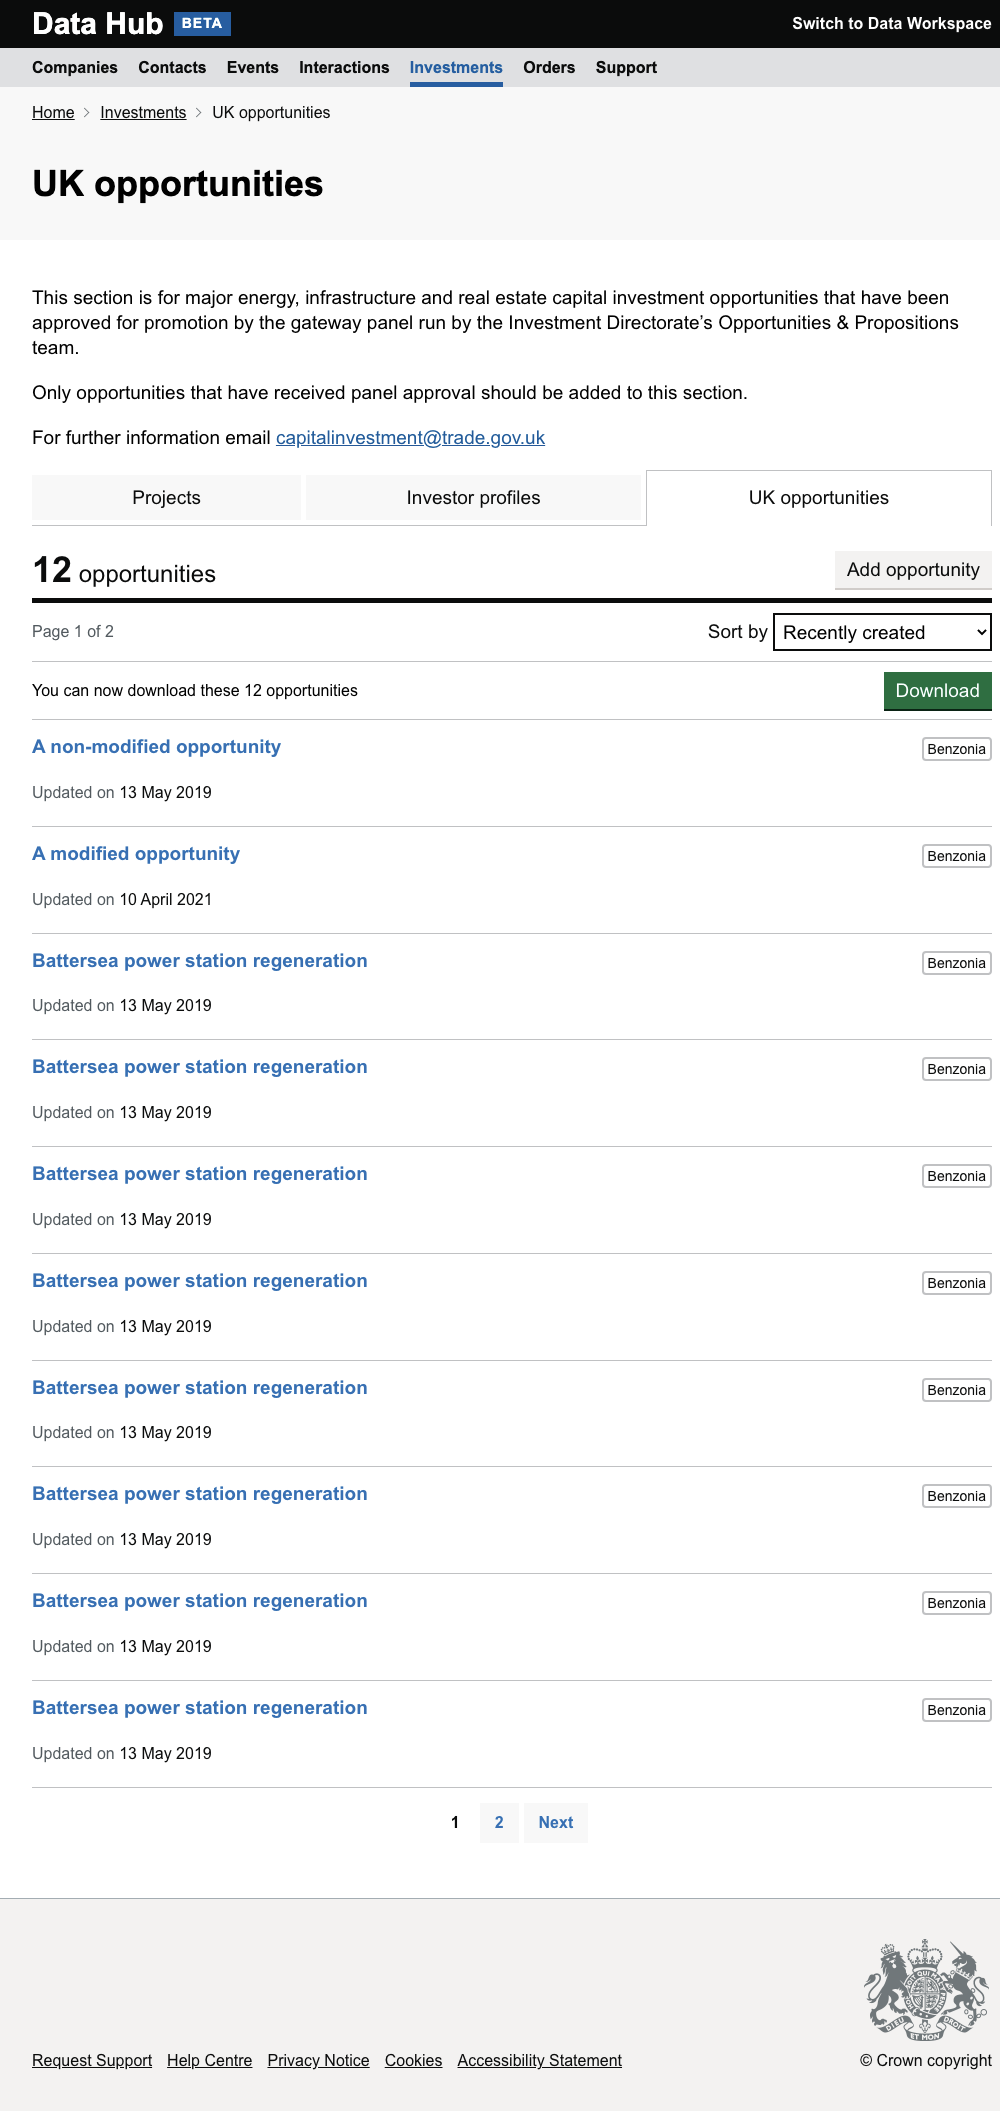 Data Hub BETA Switch to Data Workspace
Companies Contacts Events Interactions Investments Orders Support
Home > Investments > UK opportunities
UK opportunities
This section is for major energy, infrastructure and real estate capital investment opportunities that have been
approved for promotion by the gateway panel run by the Investment Directorate’s Opportunities & Propositions
team.
Only opportunities that have received panel approval should be added to this section.
For further information email capitalinvestment@trade.gov.uk
Projects Investor profiles UK opportunities
12 opportunities Add opportunity
Page 1 of 2 Sort by Recently created
You can now download these 12 opportunities Download
A non-modified opportunity Benzonia
Updated on 13 May 2019
A modified opportunity Benzonia
Updated on 10 April 2021
Battersea power station regeneration Benzonia
Updated on 13 May 2019
Battersea power station regeneration Benzonia
Updated on 13 May 2019
Battersea power station regeneration Benzonia
Updated on 13 May 2019
Battersea power station regeneration Benzonia
Updated on 13 May 2019
Battersea power station regeneration Benzonia
Updated on 13 May 2019
Battersea power station regeneration Benzonia
Updated on 13 May 2019
Battersea power station regeneration Benzonia
Updated on 13 May 2019
Battersea power station regeneration Benzonia
Updated on 13 May 2019
1 2 Next
DIEU ET MON DROIT
Request Support Help Centre Privacy Notice Cookies Accessibility Statement © Crown copyright